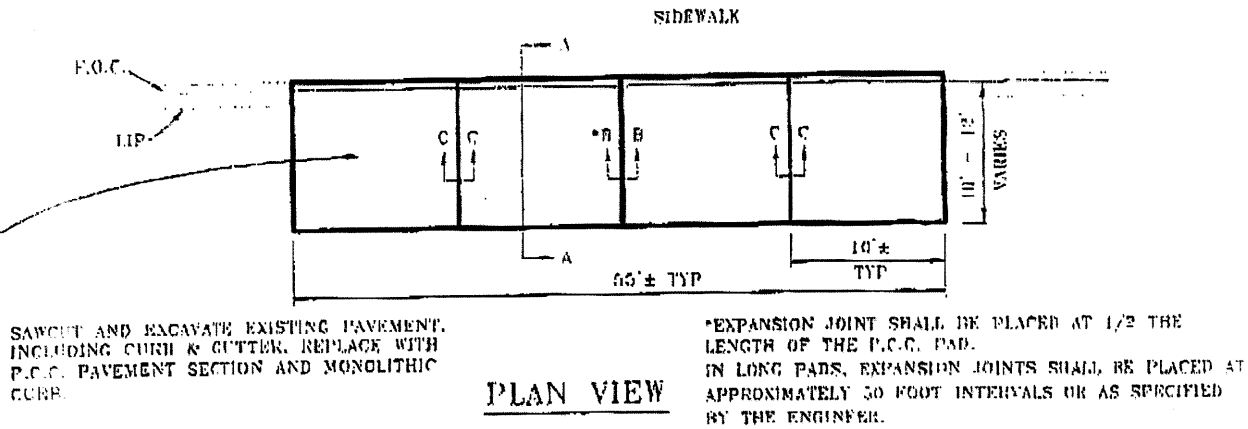 SIDEWALK
A
F.O.C.
LIP
C C
*B B
C C
10' - 12'
VARIES
A
10'±
TYP
TYP
SAWCUT AND EXCAVATE EXISTING PAVEMENT,
INCLUDING CURB & GUTTER. REPLACE WITH
P.C.C. PAVEMENT SECTION AND MONOLITHIC
CURB.
PLAN VIEW
*EXPANSION JOINT SHALL BE PLACED AT 1/2 THE
LENGTH OF THE P.C.C. PAD.
IN LONG PADS, EXPANSION JOINTS SHALL BE PLACED AT
APPROXIMATELY FOOT INTERVALS OR AS SPECIFIED
BY THE ENGINEER.